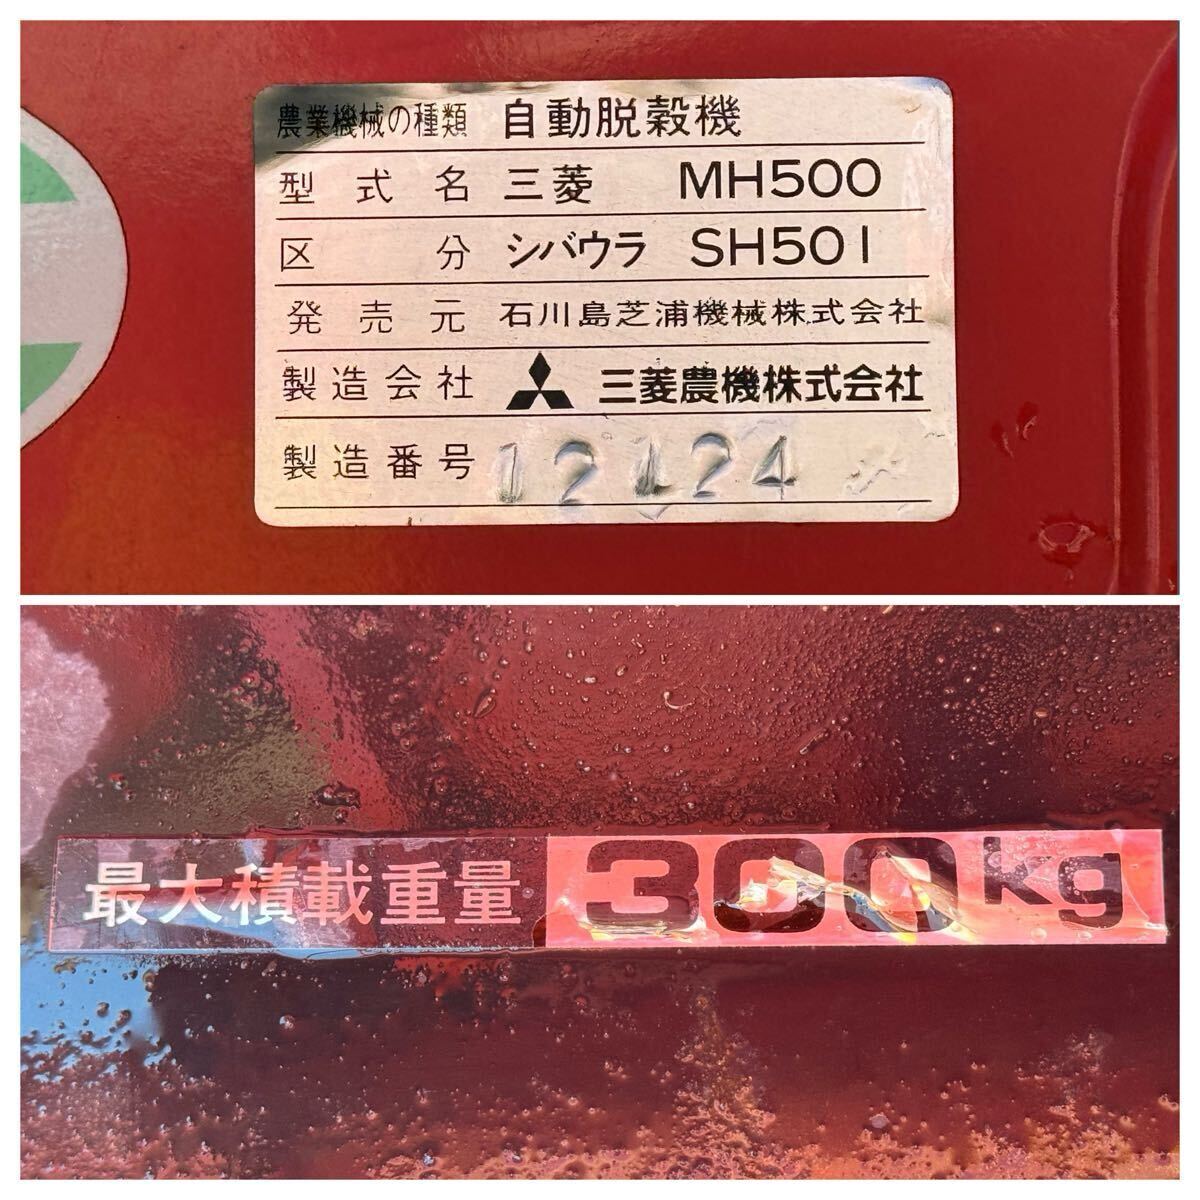 農業機械の種類 自動脱穀機
型式名 三菱 MH500
区分 シバウラ SH501
発売元 石川島芝浦機械株式会社
製造会社 三菱農機株式会社
製造番号 12124
最大積載重量 300kg